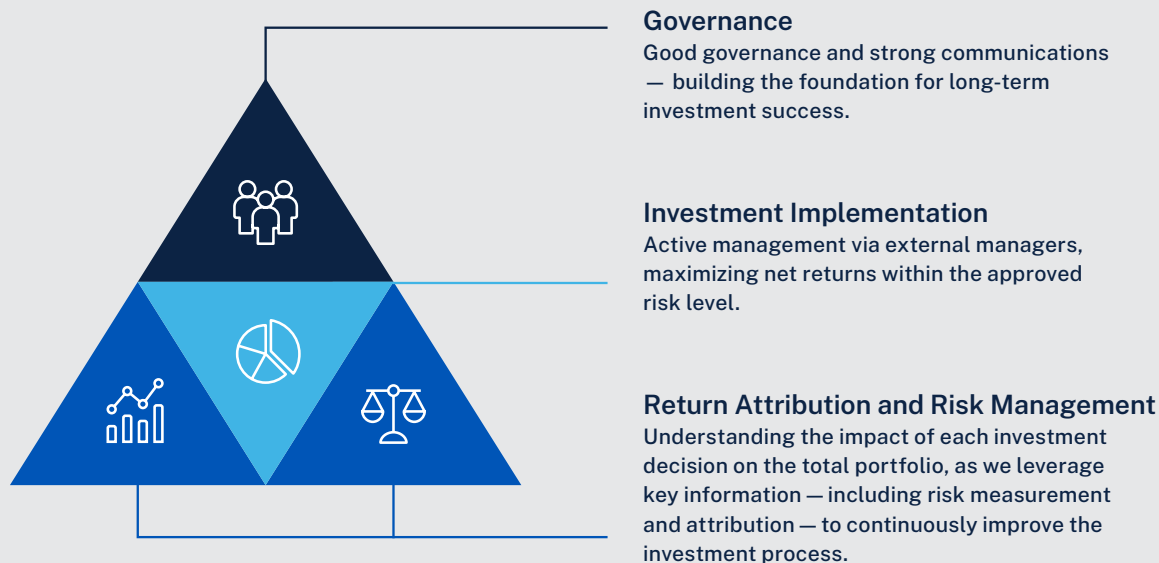 Governance
Good governance and strong communications
— building the foundation for long-term
investment success.
Investment Implementation
Active management via external managers,
maximizing net returns within the approved
risk level.
Return Attribution and Risk Management
Understanding the impact of each investment
decision on the total portfolio, as we leverage
key information — including risk measurement
and attribution — to continuously improve the
investment process.